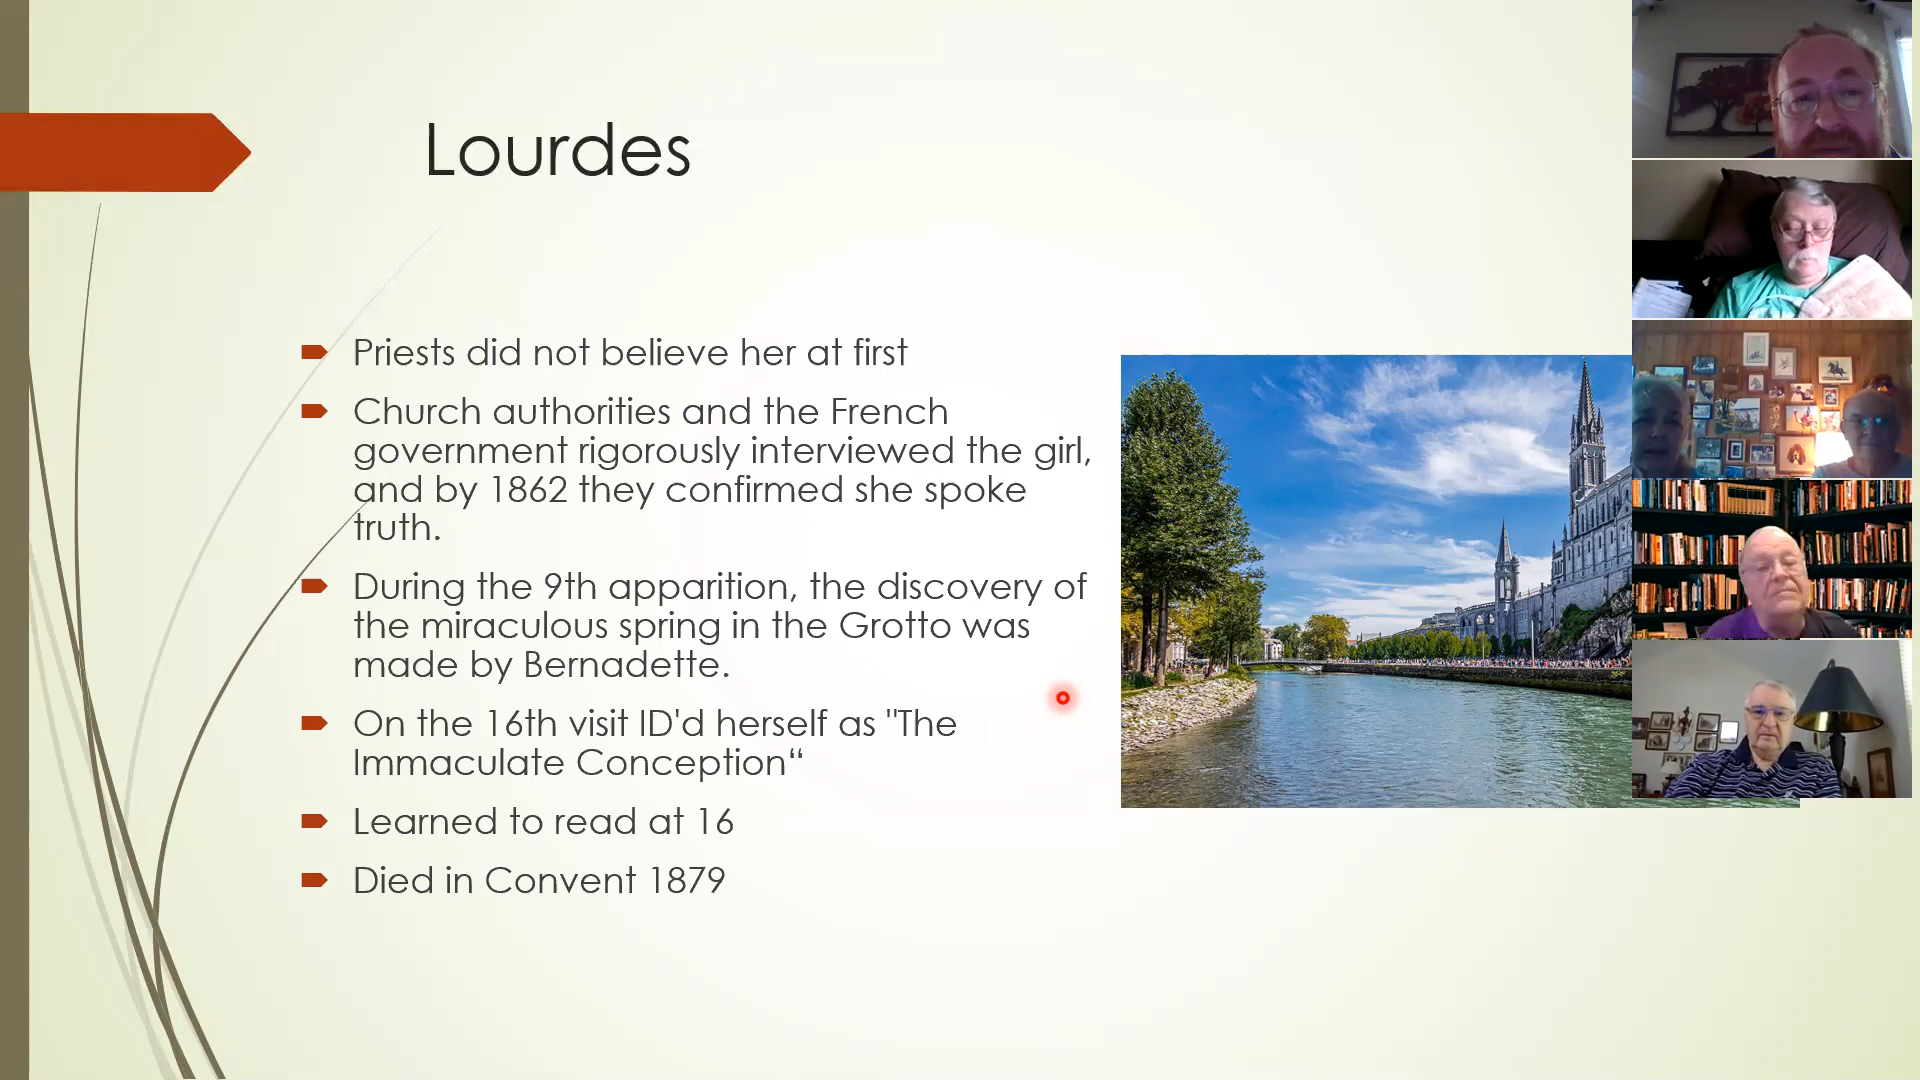 Lourdes
Priests did not believe her at first
Church authorities and the French
government rigorously interviewed the girl,
and by 1862 they confirmed she spoke
truth.
During the 9th apparition, the discovery of
the miraculous spring in the Grotto was
made by Bernadette.
On the 16th visit ID'd herself as "The
Immaculate Conception“
Learned to read at 16
Died in Convent 1879